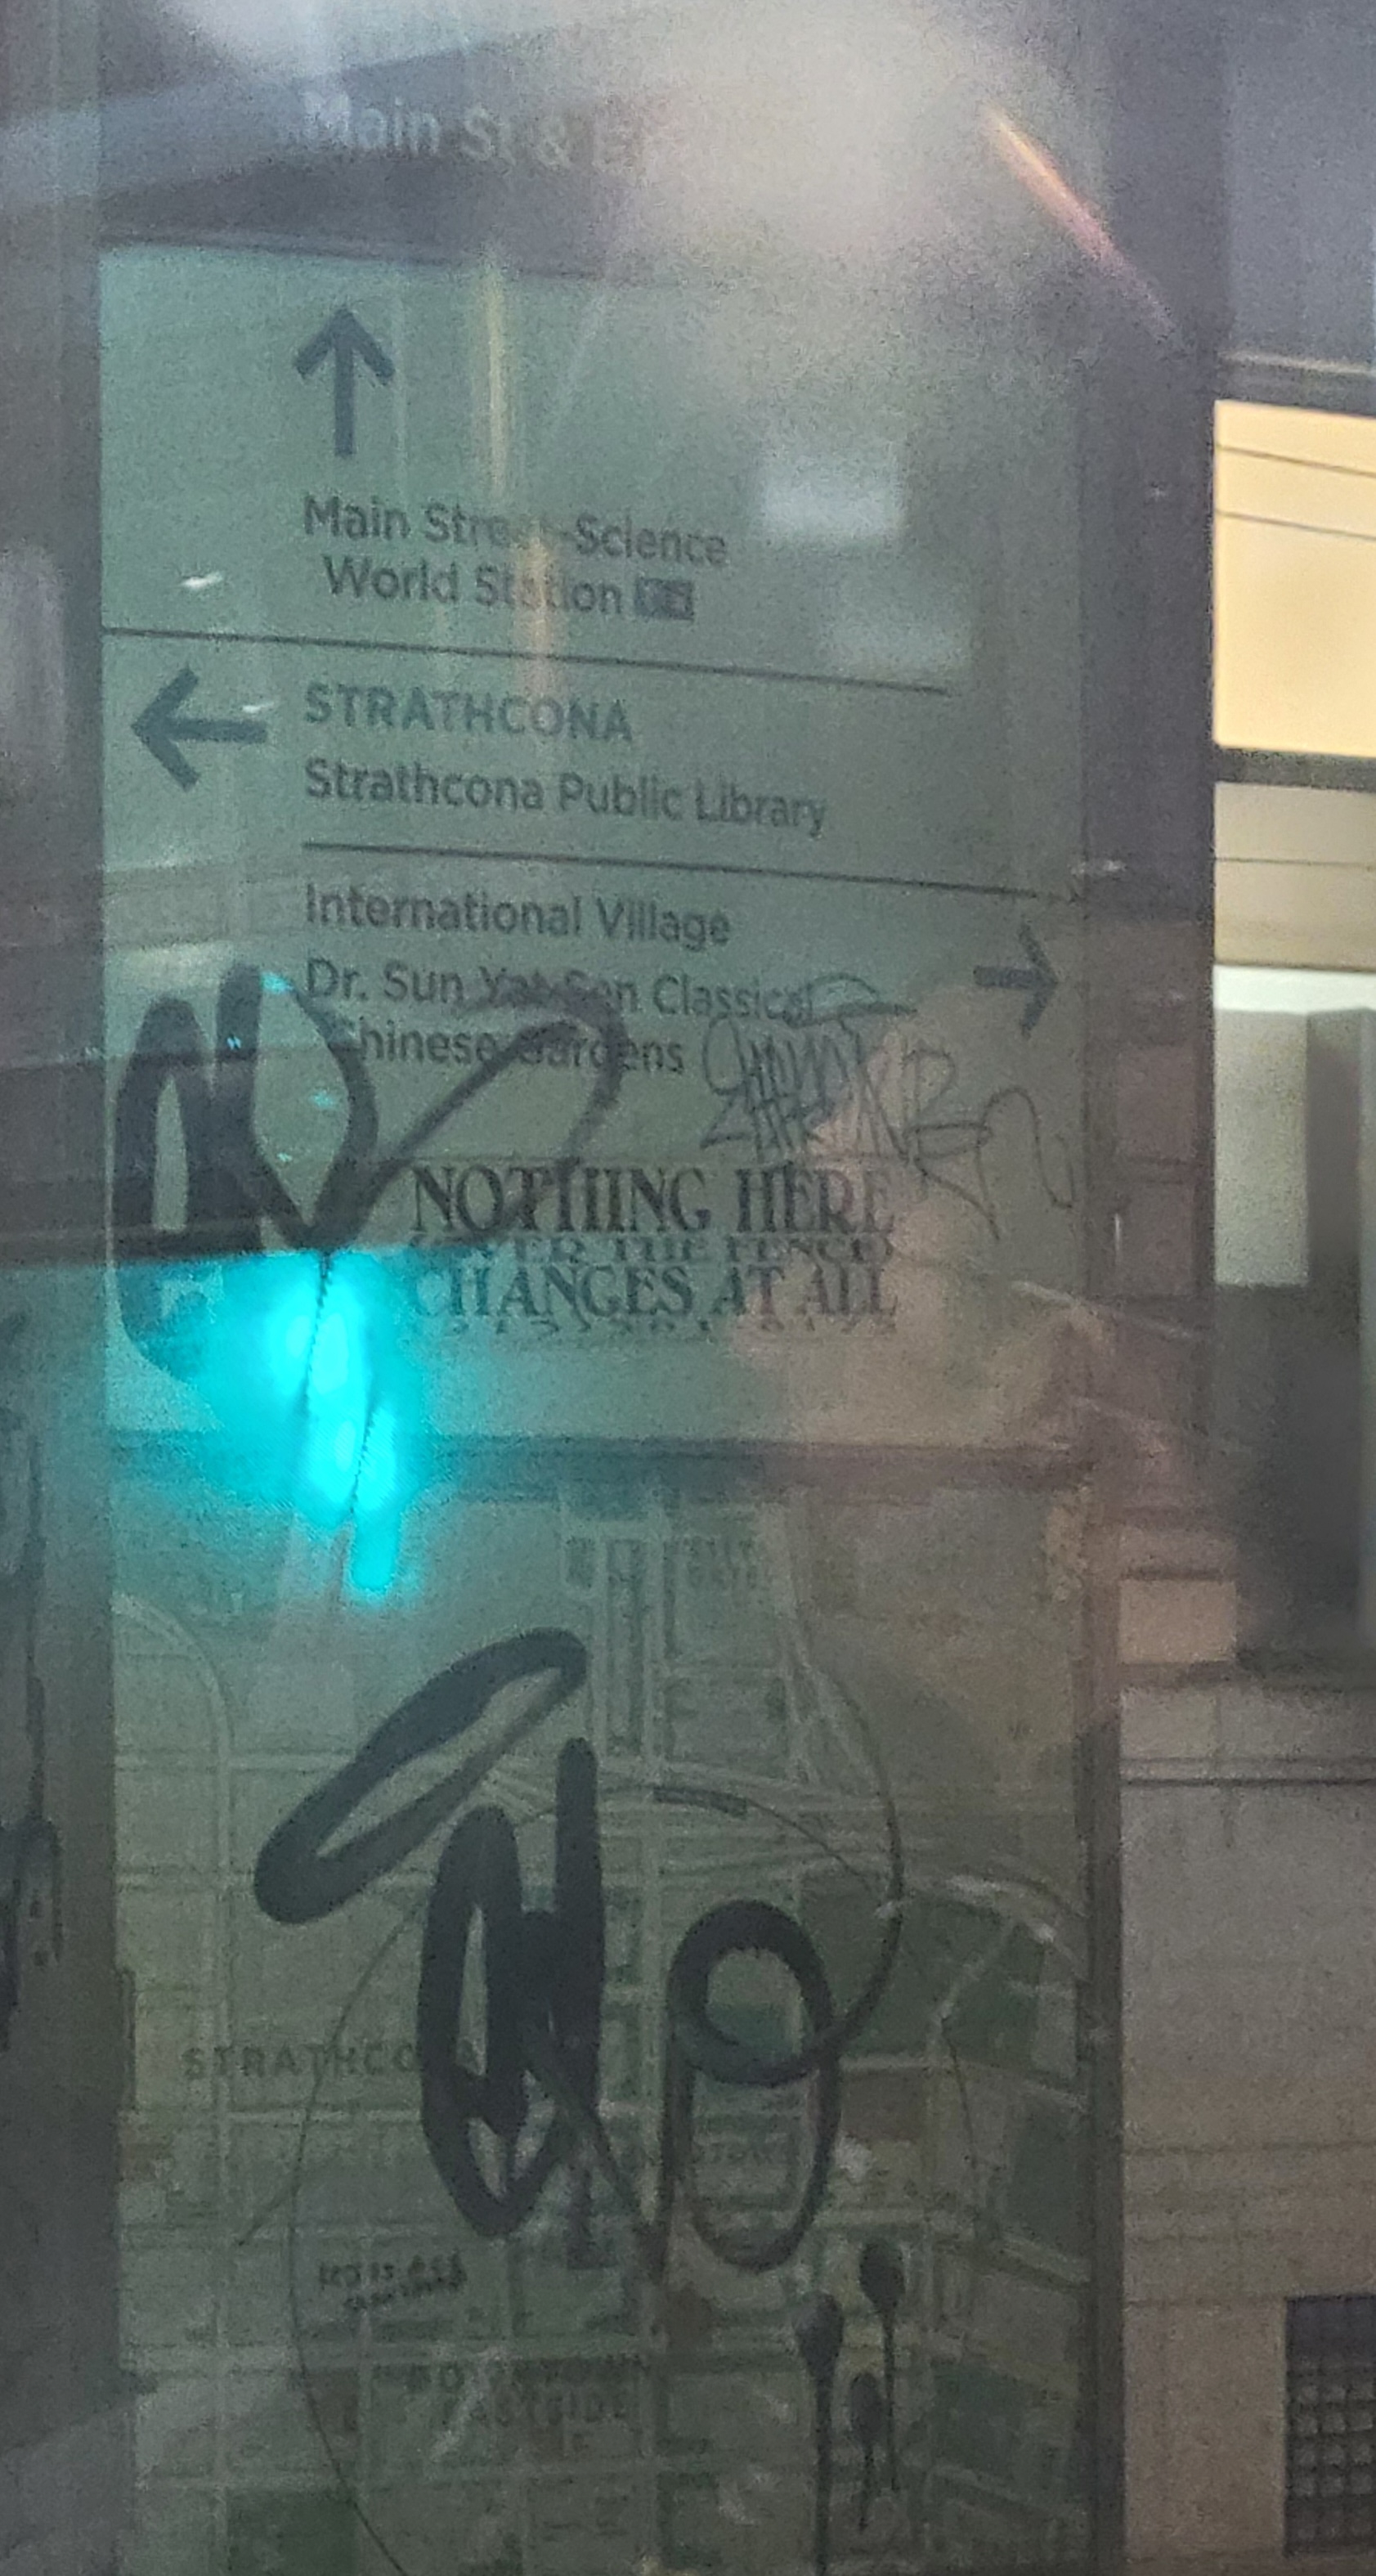 Main St & E
Main Street-Science
World Station
STRATHCONA
Strathcona Public Library
International Village
Dr. Sun Yat-Sen Classical
Chinese Gardens
NOTHING HERE
CHANGES AT ALL
STRATHCO
EASTSIDE